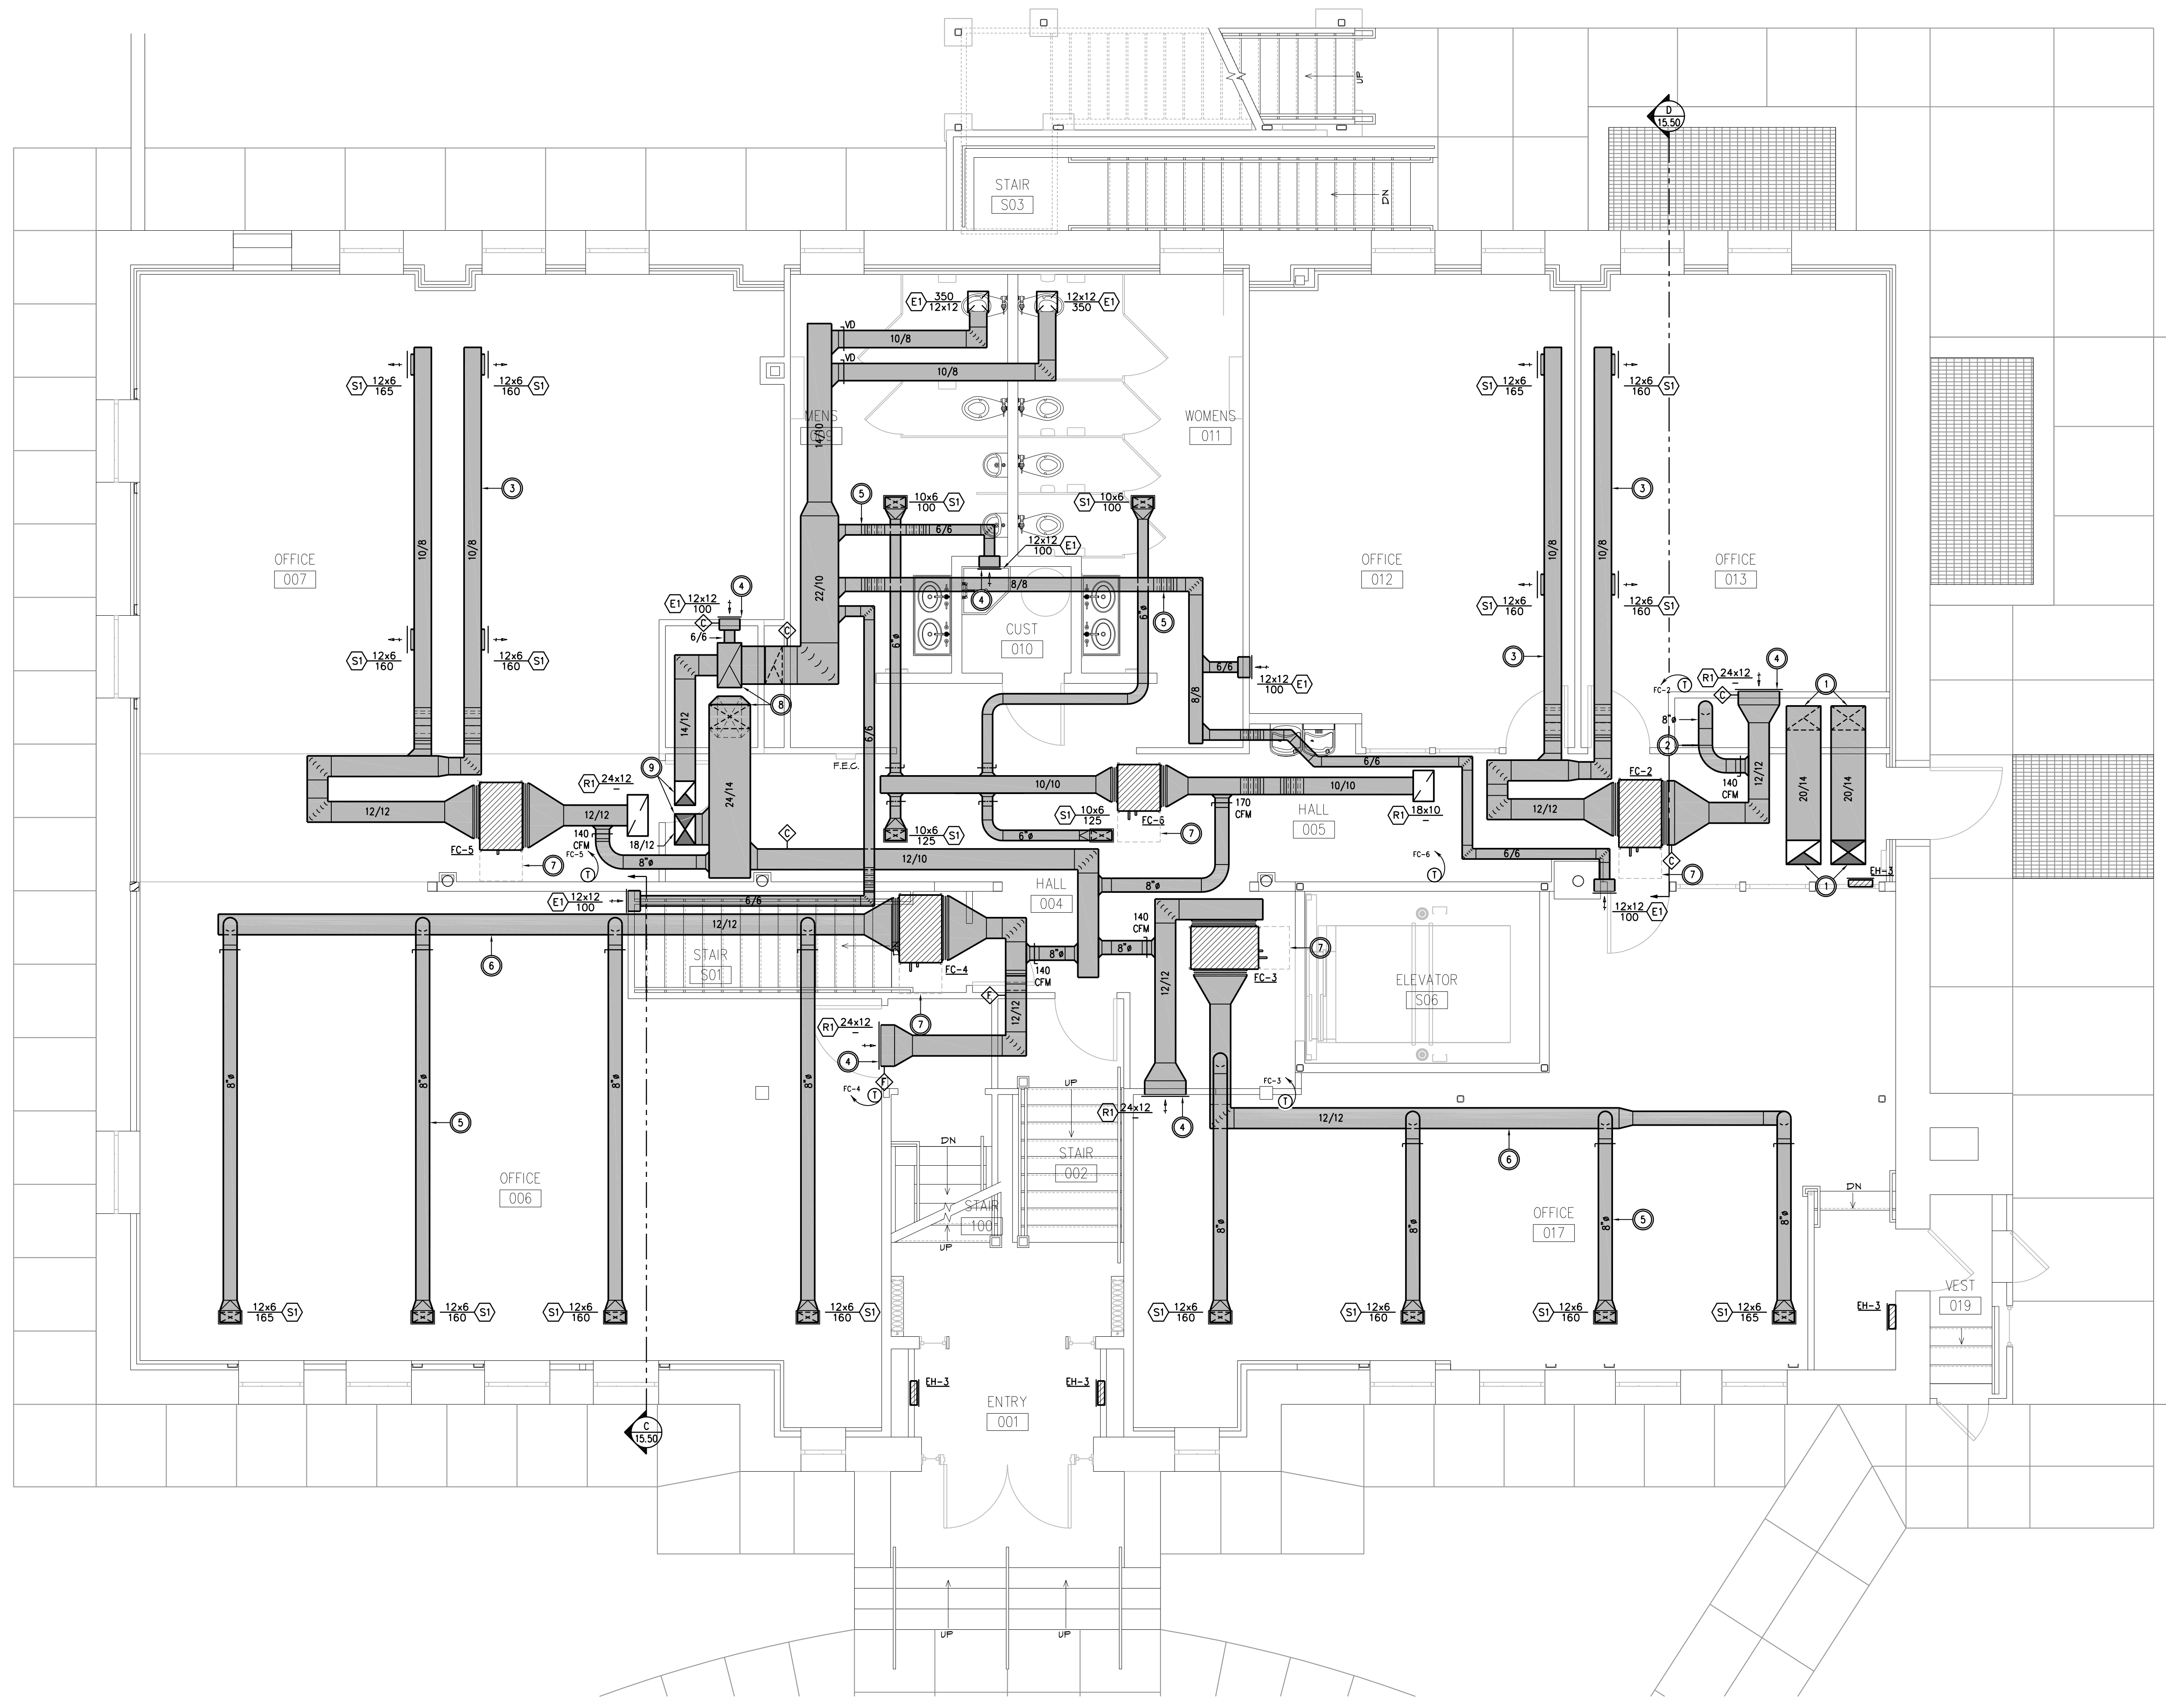 UP
D
15.50
STAIR
S03
DN
E1 350
12x12
12x12 E1
350
VD
10/8
VD
10/8
S1 12x6
165
12x6 S1
160
S1 12x6
165
12x6 S1
160
MENS
009
14/10
WOMENS
011
3
3
10x6 S1
100
S1 10x6
100
5
6/6
12x12 E1
100
10/8
10/8
10/8
10/8
OFFICE
007
OFFICE
012
OFFICE
013
22/10
8/8
4
4
E1 12x12
100
C
C
6/6
6"ø
6"ø
5
CUST
010
S1 12x6
160
12x6 S1
160
S1 12x6
160
12x6 S1
160
3
6/6
12x12 E1
100
R1 24x12
-
4
FC-2
T
C
1
8
8"ø
2
14/12
6/6
8/8
F.E.C.
6/6
9
R1 24x12
-
24/14
10/10
10/10
FC-6
170
CFM
HALL
005
R1 18x10
-
FC-2
140
CFM
12/12
20/14
20/14
12/12
12/12
12/12
FC-5
140
CFM
FC-5
T
18/12
C
10x6 S1
125
S1 10x6
125
6"ø
7
7
8"ø
12/10
FC-6
T
6/6
C
7
EH-3
1
8"ø
HALL
004
E1 12x12
100
6/6
12x12 E1
100
12/12
6
STAIR
S01
FC-4
8"ø
140
CFM
140
CFM
8"ø
7
FC-3
12/12
ELEVATOR
S06
F
12/12
7
R1 24x12
-
4
F
FC-4
T
UP
R1 24x12
-
4
FC-3
T
8"ø
8"ø
8"ø
8"ø
5
12/12
6
DN
STAIR
002
STAIR
100
UP
OFFICE
006
OFFICE
017
8"ø
8"ø
8"ø
8"ø
5
DN
VEST
019
EH-3
12x6 S1
165
12x6 S1
160
S1 12x6
160
12x6 S1
160
S1 12x6
160
S1 12x6
160
S1 12x6
160
S1 12x6
165
EH-3
EH-3
ENTRY
001
C
15.50
UP
UP